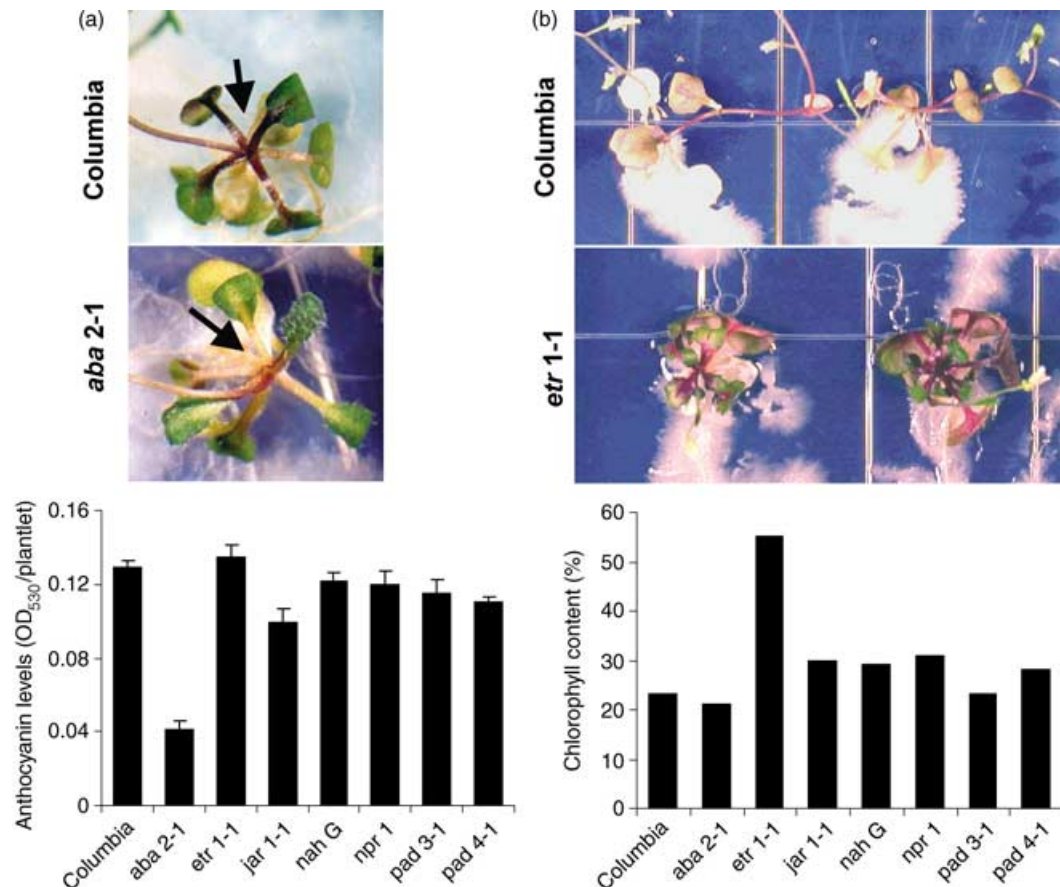 (a)
Columbia
aba 2-1
Anthocyanin levels (OD530/plantlet)
0.16
0.12
0.08
0.04
0
Columbia
aba 2-1
etr 1-1
jar 1-1
nah G
npr 1
pad 3-1
pad 4-1
(b)
Columbia
etr 1-1
Chlorophyll content (%)
60
50
40
30
20
10
0
Columbia
aba 2-1
etr 1-1
jar 1-1
nah G
npr 1
pad 3-1
pad 4-1